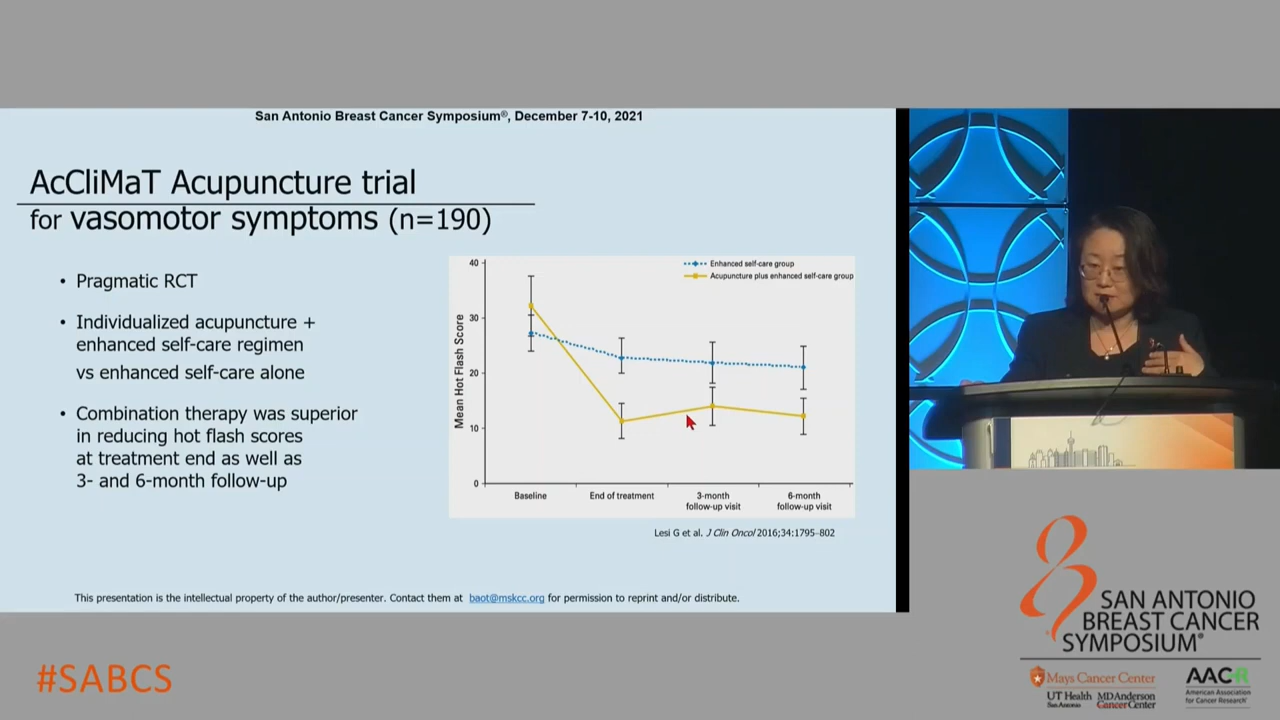 San Antonio Breast Cancer Symposium®, December 7-10, 2021
AcCliMaT Acupuncture trial
for vasomotor symptoms (n=190)
• Pragmatic RCT
• Individualized acupuncture +
enhanced self-care regimen
vs enhanced self-care alone
• Combination therapy was superior
in reducing hot flash scores
at treatment end as well as
3- and 6-month follow-up
Enhanced self-care group
Acupuncture plus enhanced self-care group
Mean Hot Flash Score
40
30
20
10
0
Baseline
End of treatment
3-month
follow-up visit
6-month
follow-up visit
Lesi G et al. J Clin Oncol 2016;34:1795–802
This presentation is the intellectual property of the author/presenter. Contact them at baot@mskcc.org for permission to reprint and/or distribute.
#SABCS
SAN ANTONIO
BREAST CANCER
SYMPOSIUM®
Mays Cancer Center
UT Health
San Antonio
MDAnderson
Cancer Center
AACR
American Association
for Cancer Research®